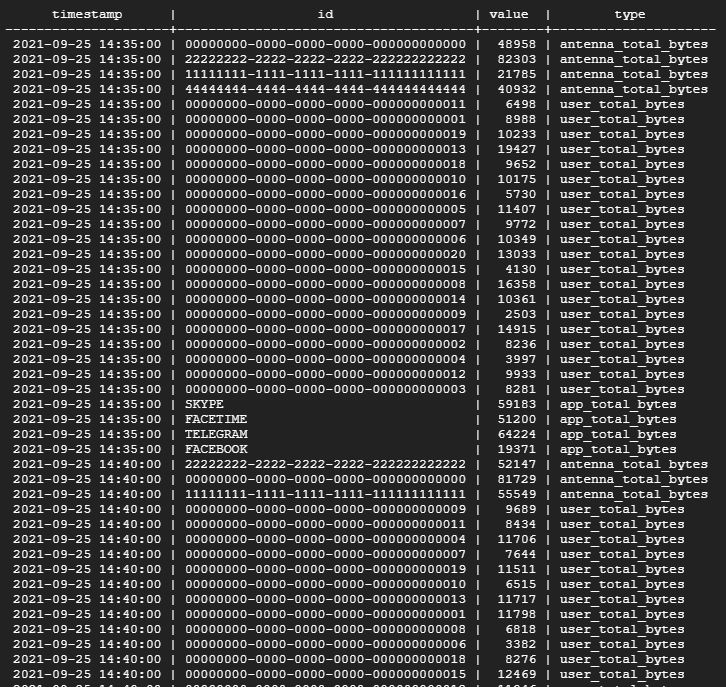 timestamp | id | value | type
---------------------+--------------------------------------+-------+---------------------
2021-09-25 14:35:00 | 00000000-0000-0000-0000-000000000000 | 48958 | antenna_total_bytes
2021-09-25 14:35:00 | 22222222-2222-2222-2222-222222222222 | 82303 | antenna_total_bytes
2021-09-25 14:35:00 | 11111111-1111-1111-1111-111111111111 | 21785 | antenna_total_bytes
2021-09-25 14:35:00 | 44444444-4444-4444-4444-444444444444 | 40932 | antenna_total_bytes
2021-09-25 14:35:00 | 00000000-0000-0000-0000-000000000011 | 6498 | user_total_bytes
2021-09-25 14:35:00 | 00000000-0000-0000-0000-000000000001 | 8988 | user_total_bytes
2021-09-25 14:35:00 | 00000000-0000-0000-0000-000000000019 | 10233 | user_total_bytes
2021-09-25 14:35:00 | 00000000-0000-0000-0000-000000000013 | 19427 | user_total_bytes
2021-09-25 14:35:00 | 00000000-0000-0000-0000-000000000018 | 9652 | user_total_bytes
2021-09-25 14:35:00 | 00000000-0000-0000-0000-000000000010 | 10175 | user_total_bytes
2021-09-25 14:35:00 | 00000000-0000-0000-0000-000000000016 | 5730 | user_total_bytes
2021-09-25 14:35:00 | 00000000-0000-0000-0000-000000000005 | 11407 | user_total_bytes
2021-09-25 14:35:00 | 00000000-0000-0000-0000-000000000007 | 9772 | user_total_bytes
2021-09-25 14:35:00 | 00000000-0000-0000-0000-000000000006 | 10349 | user_total_bytes
2021-09-25 14:35:00 | 00000000-0000-0000-0000-000000000020 | 13033 | user_total_bytes
2021-09-25 14:35:00 | 00000000-0000-0000-0000-000000000015 | 4130 | user_total_bytes
2021-09-25 14:35:00 | 00000000-0000-0000-0000-000000000008 | 16358 | user_total_bytes
2021-09-25 14:35:00 | 00000000-0000-0000-0000-000000000014 | 10361 | user_total_bytes
2021-09-25 14:35:00 | 00000000-0000-0000-0000-000000000009 | 2503 | user_total_bytes
2021-09-25 14:35:00 | 00000000-0000-0000-0000-000000000017 | 14915 | user_total_bytes
2021-09-25 14:35:00 | 00000000-0000-0000-0000-000000000002 | 8236 | user_total_bytes
2021-09-25 14:35:00 | 00000000-0000-0000-0000-000000000004 | 3997 | user_total_bytes
2021-09-25 14:35:00 | 00000000-0000-0000-0000-000000000012 | 9933 | user_total_bytes
2021-09-25 14:35:00 | 00000000-0000-0000-0000-000000000003 | 8281 | user_total_bytes
2021-09-25 14:35:00 | SKYPE | 59183 | app_total_bytes
2021-09-25 14:35:00 | FACETIME | 51200 | app_total_bytes
2021-09-25 14:35:00 | TELEGRAM | 64224 | app_total_bytes
2021-09-25 14:35:00 | FACEBOOK | 19371 | app_total_bytes
2021-09-25 14:40:00 | 22222222-2222-2222-2222-222222222222 | 52147 | antenna_total_bytes
2021-09-25 14:40:00 | 00000000-0000-0000-0000-000000000000 | 81729 | antenna_total_bytes
2021-09-25 14:40:00 | 11111111-1111-1111-1111-111111111111 | 55549 | antenna_total_bytes
2021-09-25 14:40:00 | 00000000-0000-0000-0000-000000000009 | 9689 | user_total_bytes
2021-09-25 14:40:00 | 00000000-0000-0000-0000-000000000011 | 8434 | user_total_bytes
2021-09-25 14:40:00 | 00000000-0000-0000-0000-000000000004 | 11706 | user_total_bytes
2021-09-25 14:40:00 | 00000000-0000-0000-0000-000000000007 | 7644 | user_total_bytes
2021-09-25 14:40:00 | 00000000-0000-0000-0000-000000000019 | 11511 | user_total_bytes
2021-09-25 14:40:00 | 00000000-0000-0000-0000-000000000010 | 6515 | user_total_bytes
2021-09-25 14:40:00 | 00000000-0000-0000-0000-000000000013 | 11717 | user_total_bytes
2021-09-25 14:40:00 | 00000000-0000-0000-0000-000000000001 | 11798 | user_total_bytes
2021-09-25 14:40:00 | 00000000-0000-0000-0000-000000000008 | 6818 | user_total_bytes
2021-09-25 14:40:00 | 00000000-0000-0000-0000-000000000006 | 3382 | user_total_bytes
2021-09-25 14:40:00 | 00000000-0000-0000-0000-000000000018 | 8276 | user_total_bytes
2021-09-25 14:40:00 | 00000000-0000-0000-0000-000000000015 | 12469 | user_total_bytes